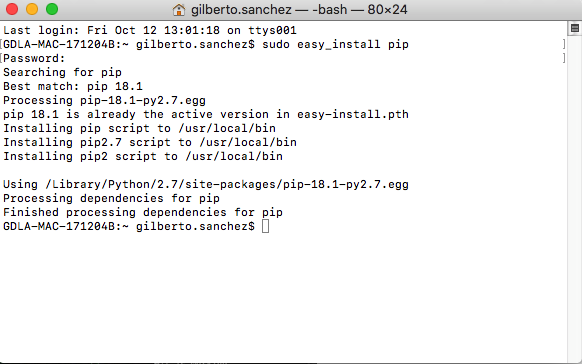 gilberto.sanchez — -bash — 80×24
Last login: Fri Oct 12 13:01:18 on ttys001
[GDLA-MAC-171204B:~ gilberto.sanchez$ sudo easy_install pip ]
[Password: ]
Searching for pip
Best match: pip 18.1
Processing pip-18.1-py2.7.egg
pip 18.1 is already the active version in easy-install.pth
Installing pip script to /usr/local/bin
Installing pip2.7 script to /usr/local/bin
Installing pip2 script to /usr/local/bin
Using /Library/Python/2.7/site-packages/pip-18.1-py2.7.egg
Processing dependencies for pip
Finished processing dependencies for pip
GDLA-MAC-171204B:~ gilberto.sanchez$